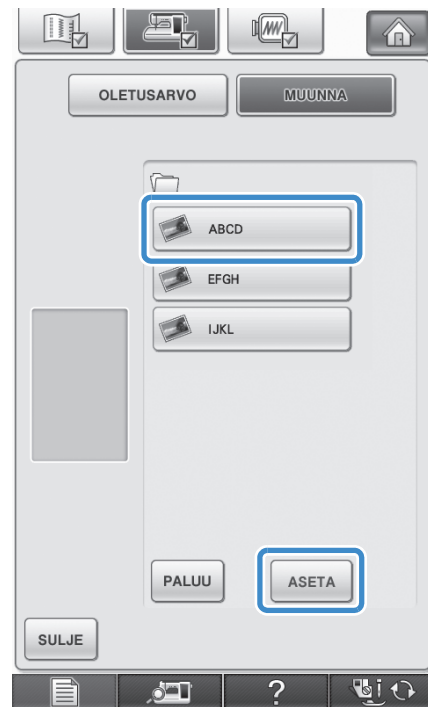 OLETUSARVO MUUNNA
ABCD
EFGH
IJKL
PALUU ASETA
SULJE
?